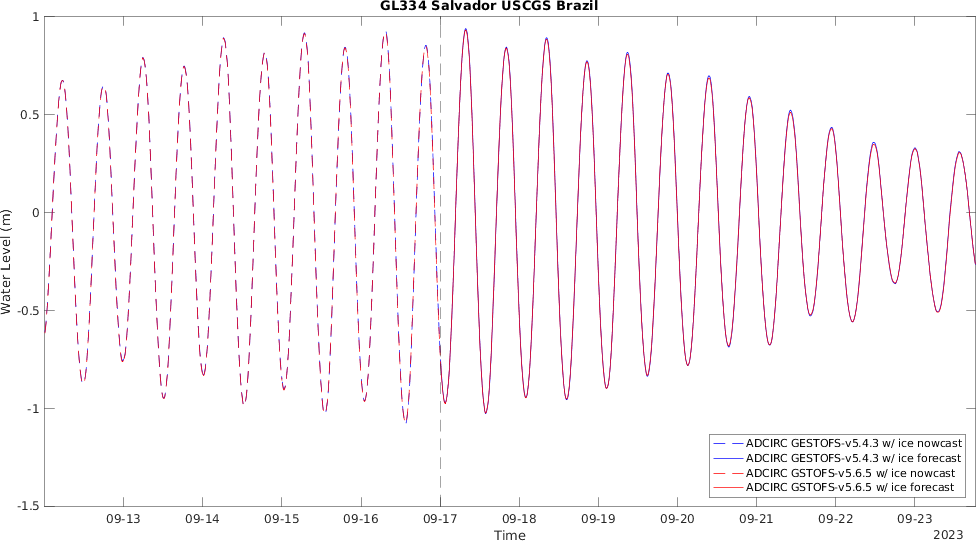 GL334 Salvador USCGS Brazil
1
0.5
0
-0.5
-1
-1.5
Water Level (m)
ADCIRC GESTOFS-v5.4.3 w/ ice nowcast
ADCIRC GESTOFS-v5.4.3 w/ ice forecast
ADCIRC GSTOFS-v5.6.5 w/ ice nowcast
ADCIRC GSTOFS-v5.6.5 w/ ice forecast
09-13 09-14 09-15 09-16 09-17 09-18 09-19 09-20 09-21 09-22 09-23
Time
2023